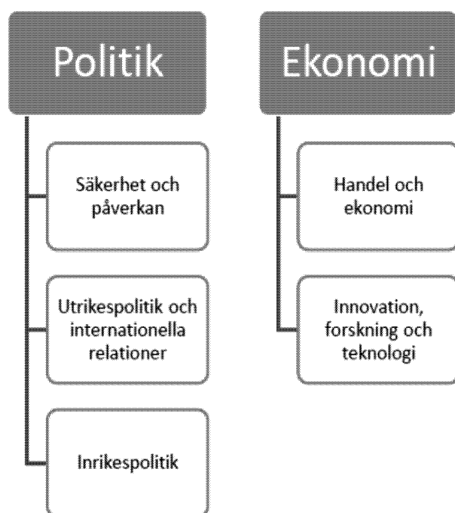 Politik
Säkerhet och
påverkan
Utrikespolitik och
internationella
relationer
Inrikespolitik
Ekonomi
Handel och
ekonomi
Innovation,
forskning och
teknologi